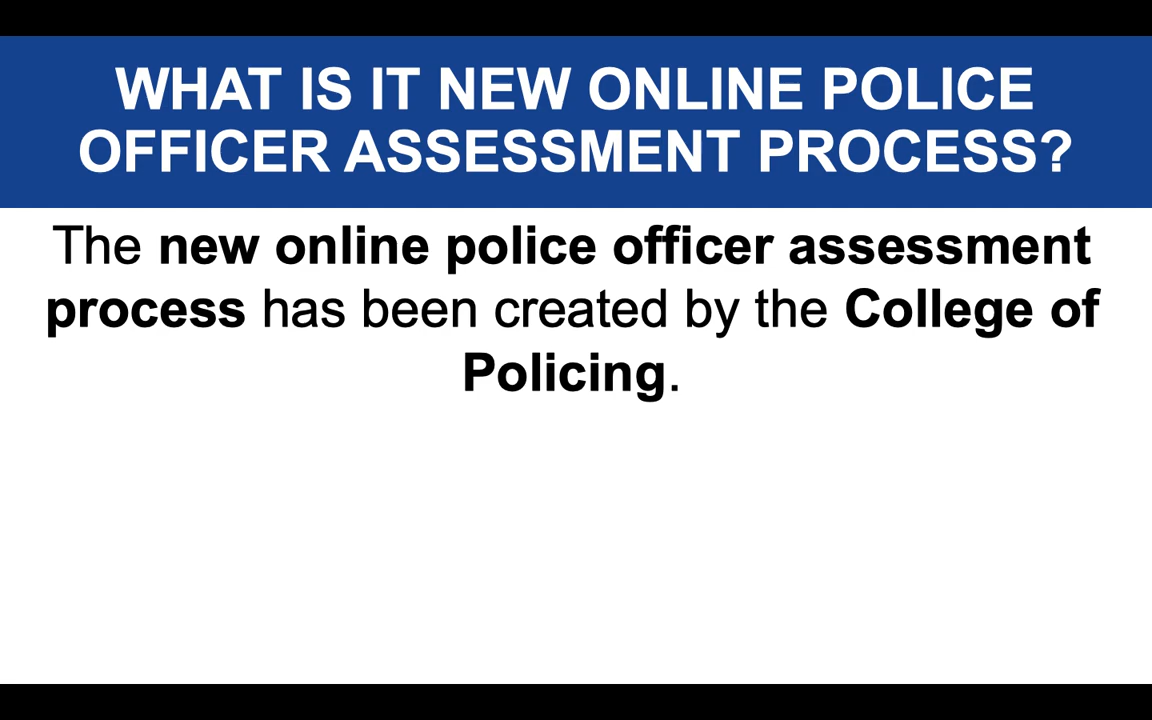 WHAT IS IT NEW ONLINE POLICE
OFFICER ASSESSMENT PROCESS?
The new online police officer assessment
process has been created by the College of
Policing.